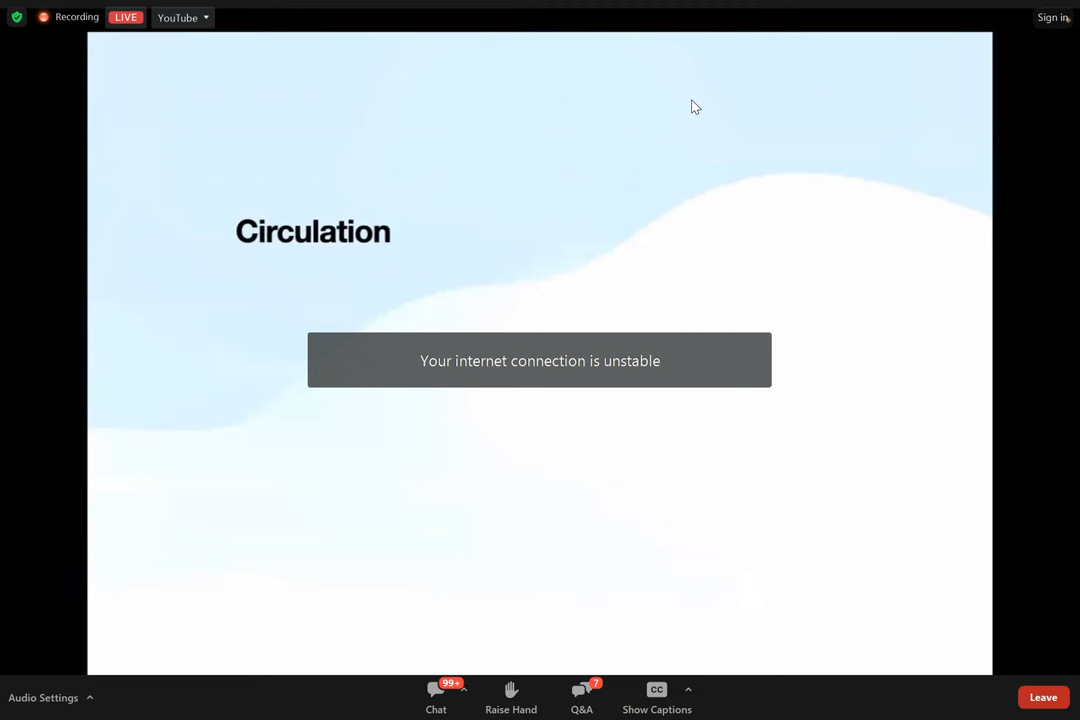 Recording
LIVE
YouTube
Sign in
Circulation
Your internet connection is unstable
Audio Settings
99+
Chat
Raise Hand
7
Q&A
CC
Show Captions
Leave